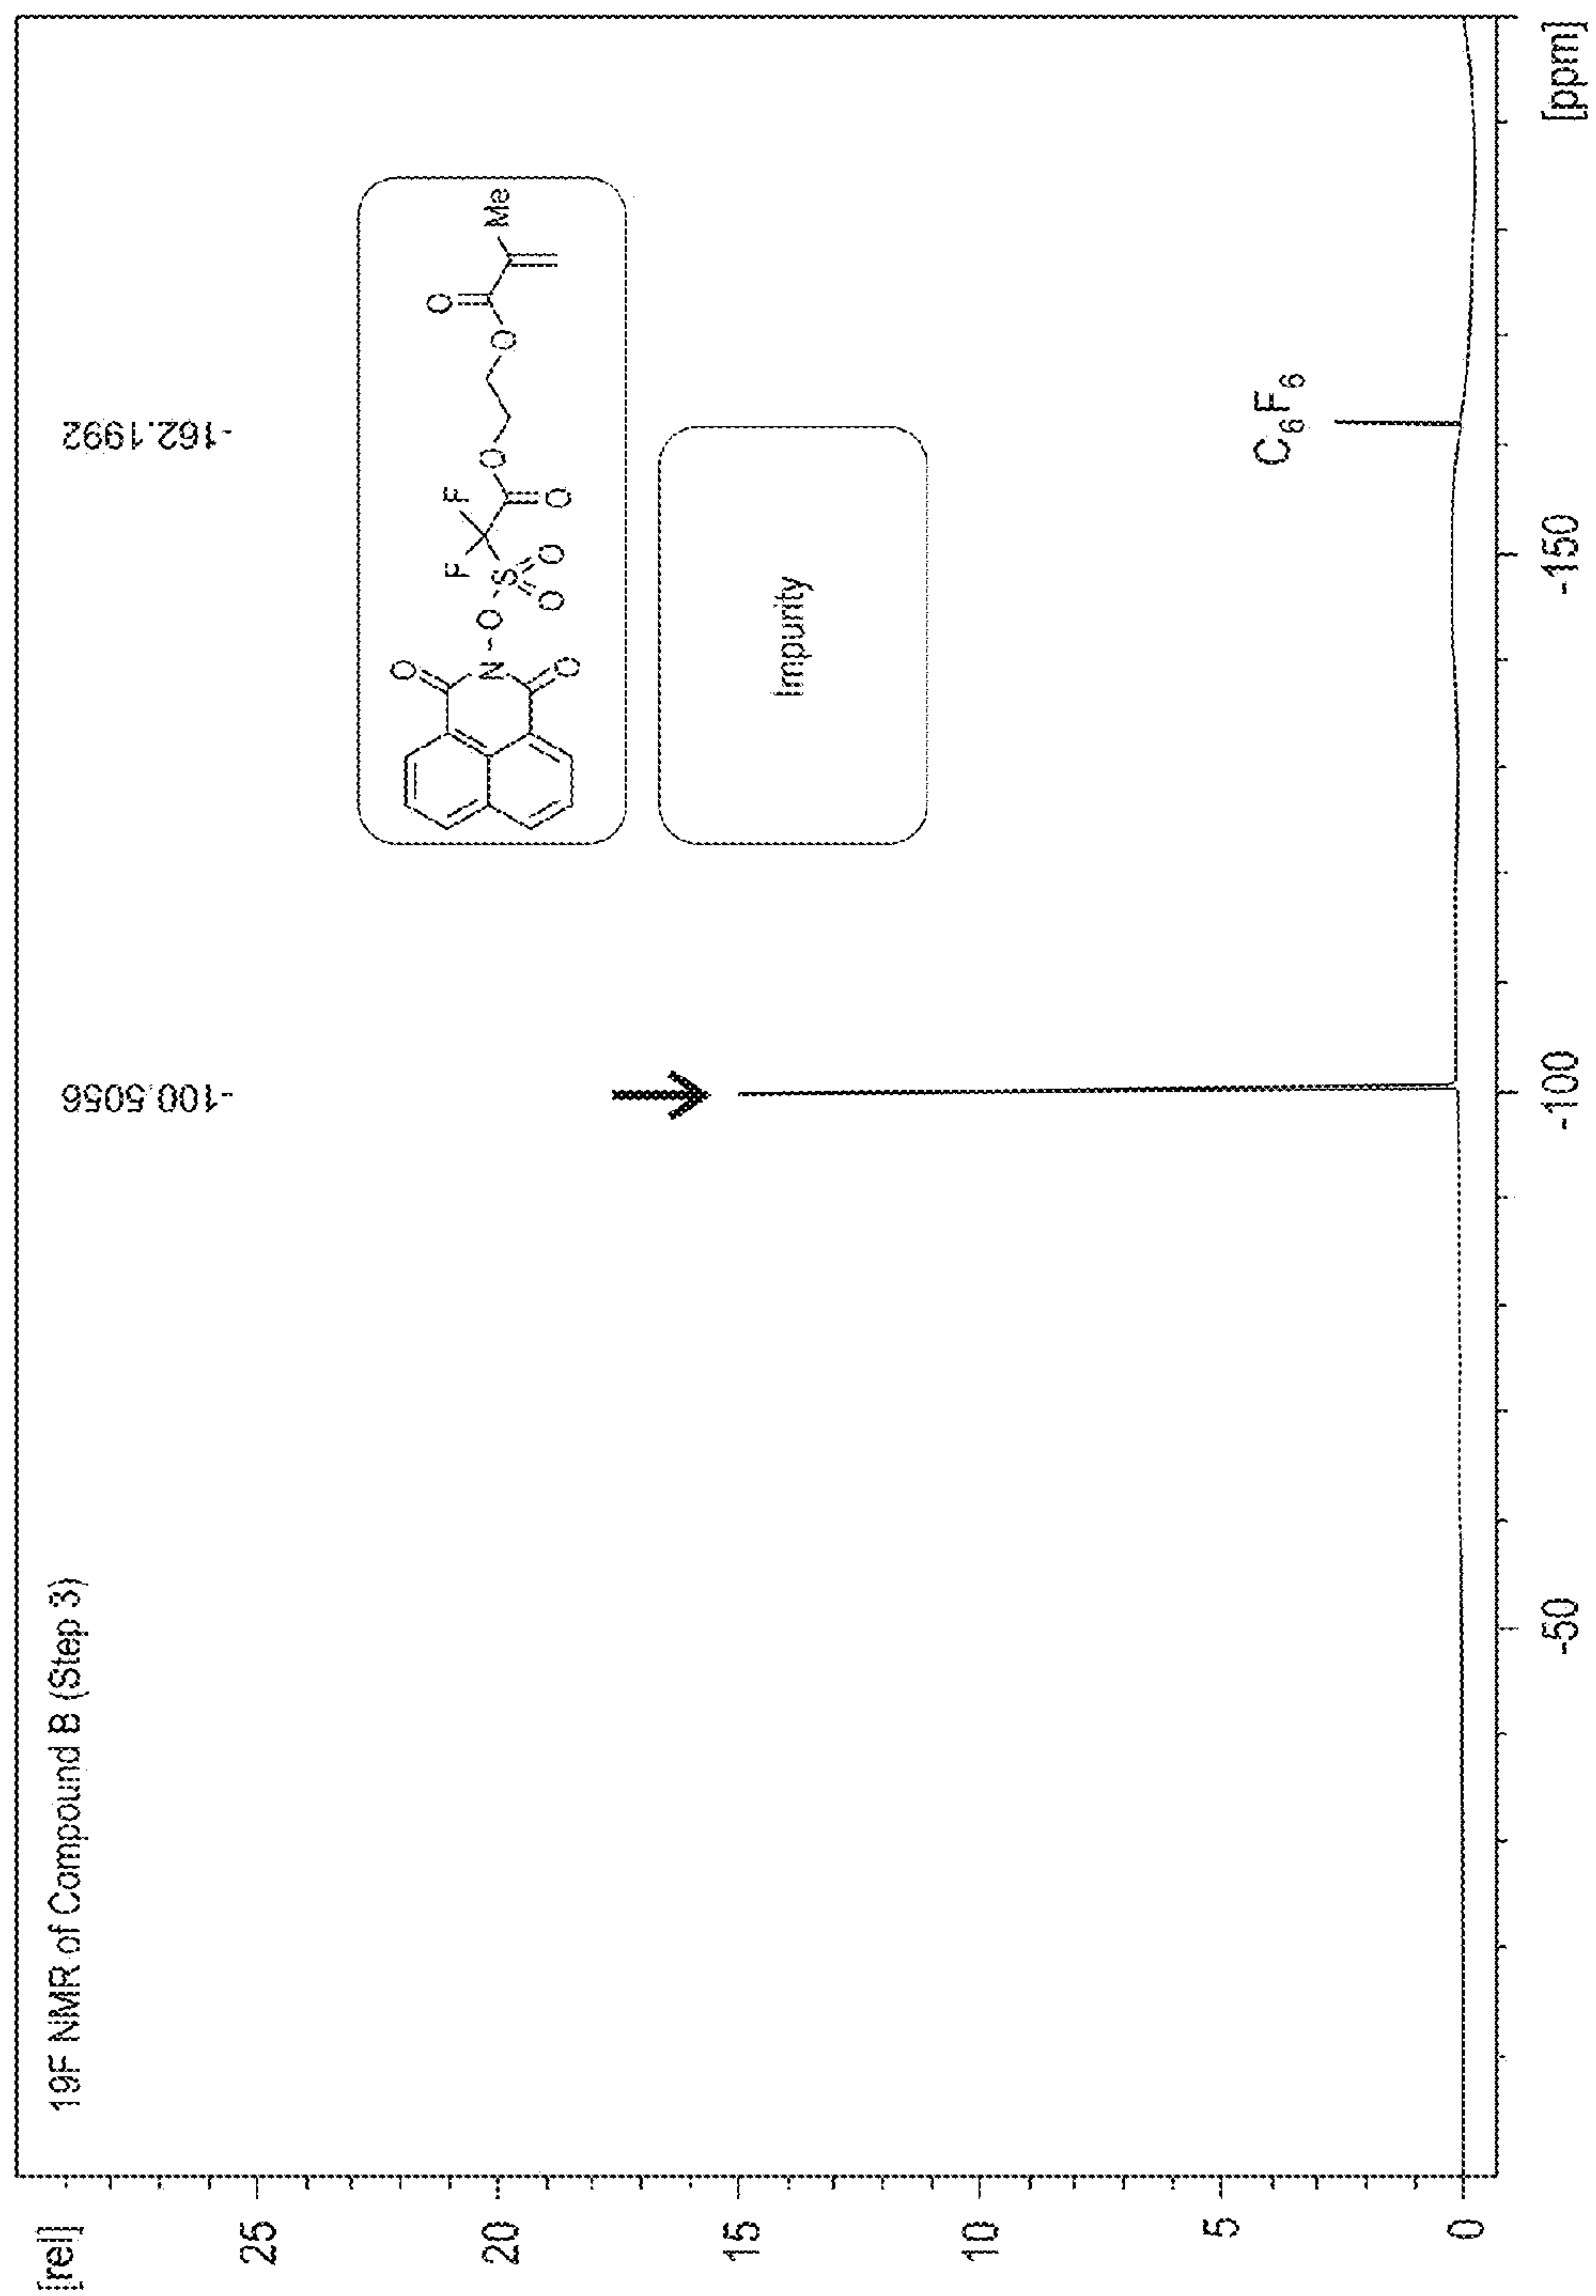 19F NMR of Compound B (Step 3)
-100.5056
-162.1992
[rel]
25
20
15
10
5
0
O
N
O
O
S
O
O
F
F
O
O
O
O
Me
Impurity
C6F6
-50
-100
-150
[ppm]